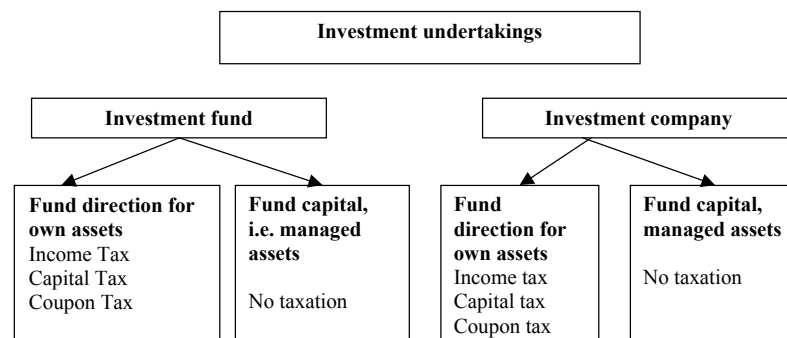 Investment undertakings
Investment fund
Investment company
Fund direction for
own assets
Income Tax
Capital Tax
Coupon Tax
Fund capital,
i.e. managed
assets
No taxation
Fund
direction for
own assets
Income tax
Capital tax
Coupon tax
Fund capital,
managed assets
No taxation